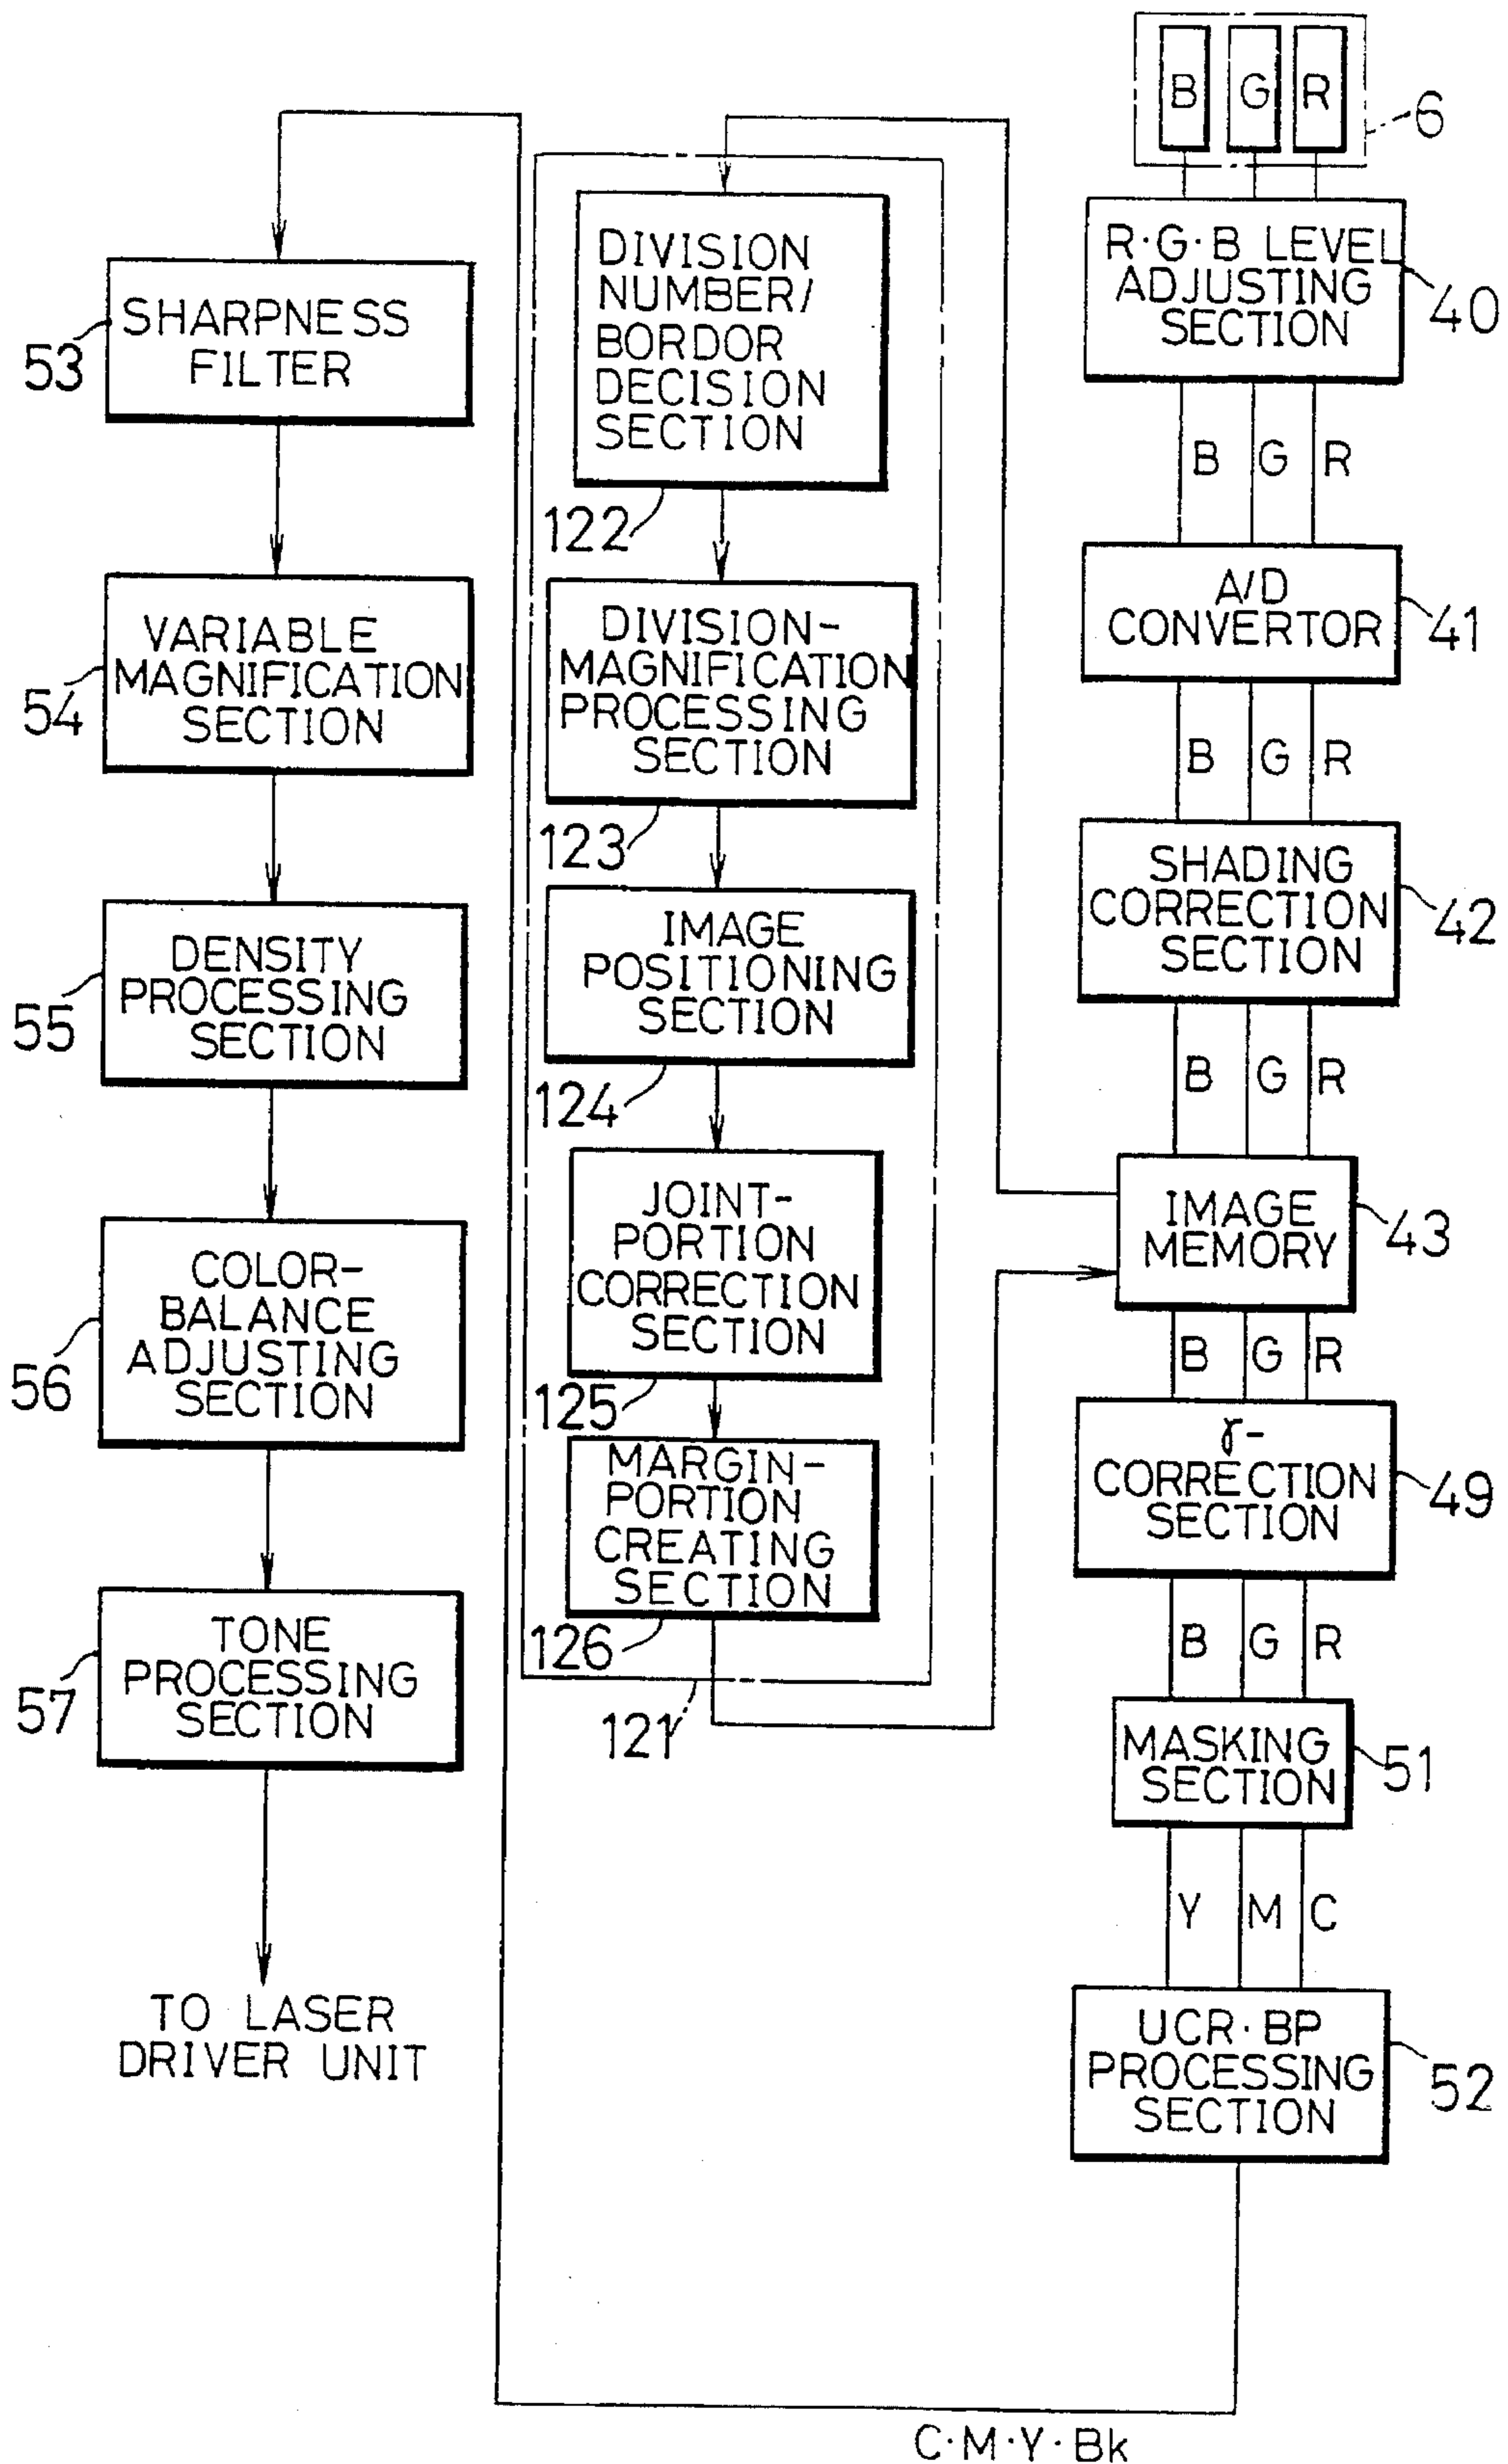 B G R
6
R·G·B LEVEL
ADJUSTING
SECTION
40
B G R
A/D
CONVERTOR
41
B G R
SHADING
CORRECTION
SECTION
42
B G R
IMAGE
MEMORY
43
B G R
γ-
CORRECTION
SECTION
49
B G R
MASKING
SECTION
51
Y M C
UCR·BP
PROCESSING
SECTION
52
C·M·Y·Bk
DIVISION
NUMBER/
BORDOR
DECISION
SECTION
122
DIVISION-
MAGNIFICATION
PROCESSING
SECTION
123
IMAGE
POSITIONING
SECTION
124
JOINT-
PORTION
CORRECTION
SECTION
125
MARGIN-
PORTION
CREATING
SECTION
126
121
SHARPNESS
FILTER
53
VARIABLE
MAGNIFICATION
SECTION
54
DENSITY
PROCESSING
SECTION
55
COLOR-
BALANCE
ADJUSTING
SECTION
56
TONE
PROCESSING
SECTION
57
TO LASER
DRIVER UNIT